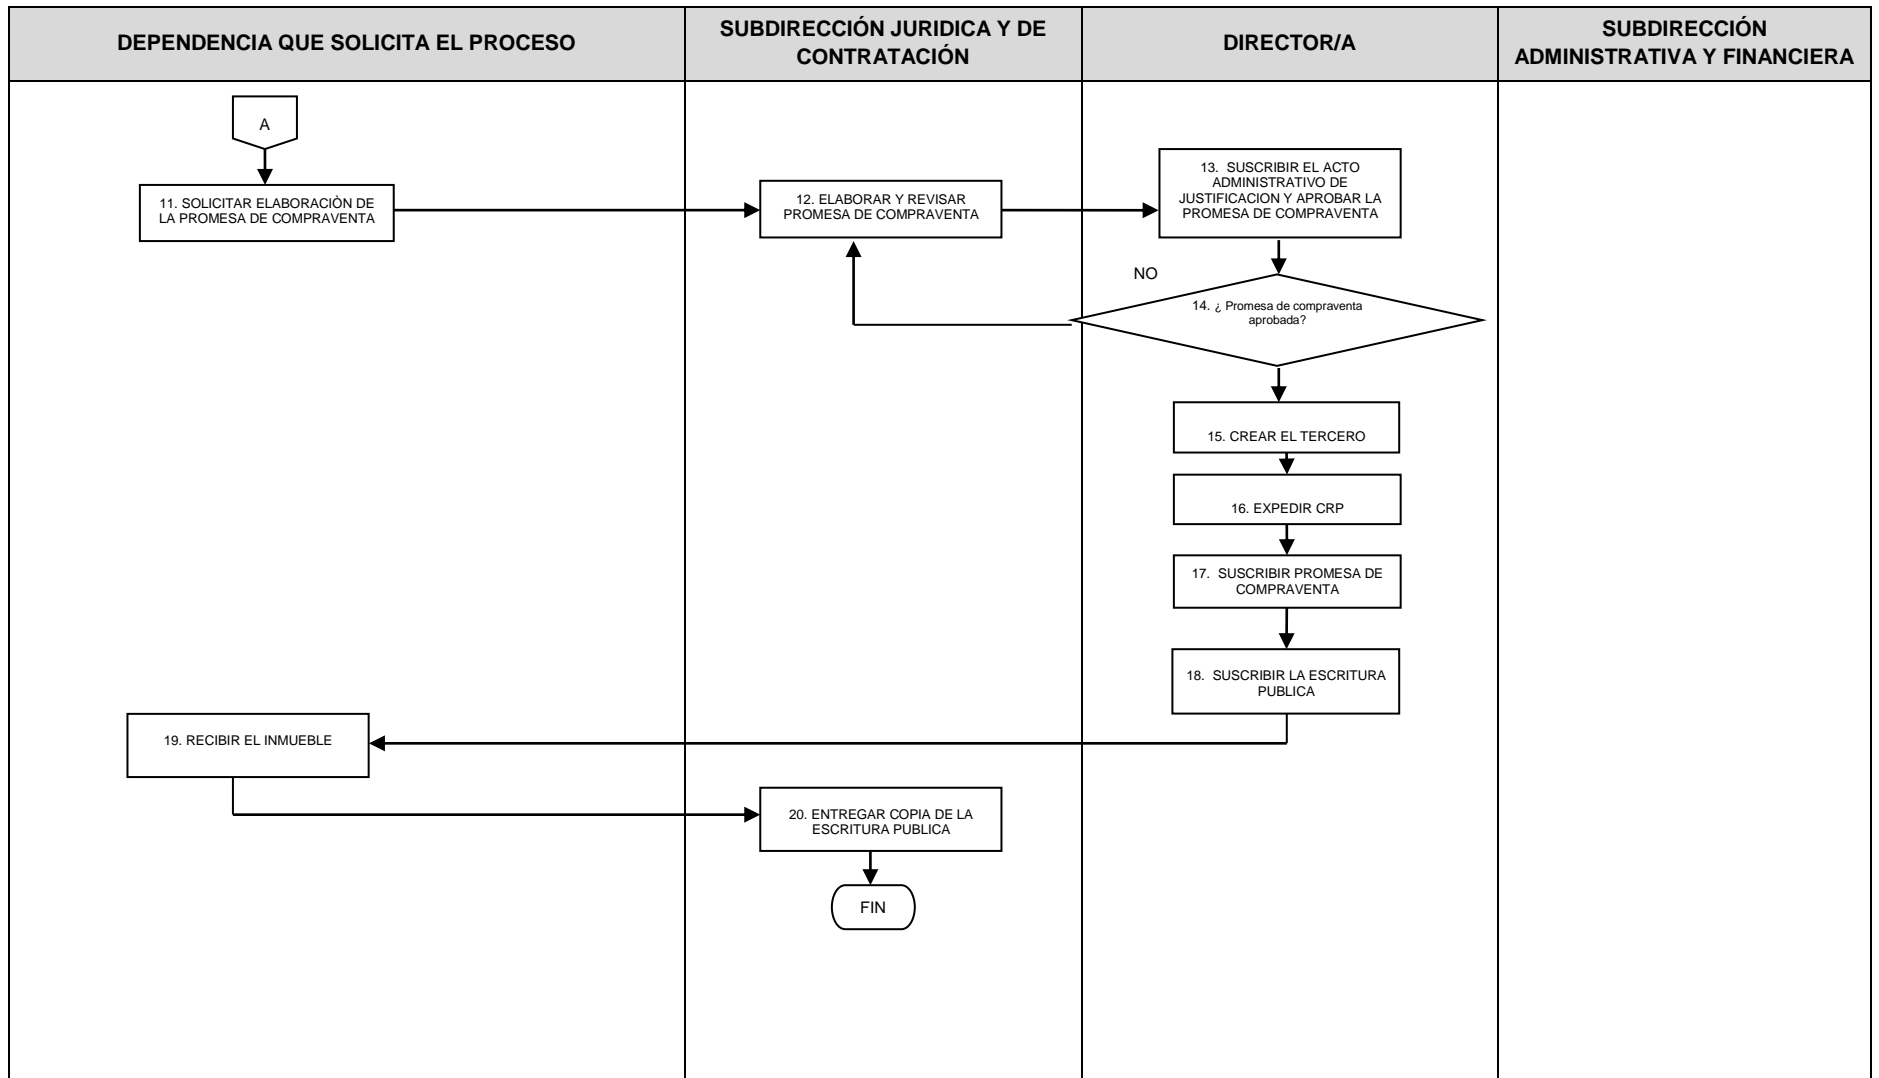 DEPENDENCIA QUE SOLICITA EL PROCESO
SUBDIRECCIÓN JURIDICA Y DE
CONTRATACIÓN
DIRECTOR/A
SUBDIRECCIÓN
ADMINISTRATIVA Y FINANCIERA
A
11. SOLICITAR ELABORACIÒN DE
LA PROMESA DE COMPRAVENTA
12. ELABORAR Y REVISAR
PROMESA DE COMPRAVENTA
13. SUSCRIBIR EL ACTO
ADMINISTRATIVO DE
JUSTIFICACION Y APROBAR LA
PROMESA DE COMPRAVENTA
NO
14. ¿ Promesa de compraventa
aprobada?
15. CREAR EL TERCERO
16. EXPEDIR CRP
17. SUSCRIBIR PROMESA DE
COMPRAVENTA
18. SUSCRIBIR LA ESCRITURA
PUBLICA
19. RECIBIR EL INMUEBLE
20. ENTREGAR COPIA DE LA
ESCRITURA PUBLICA
FIN